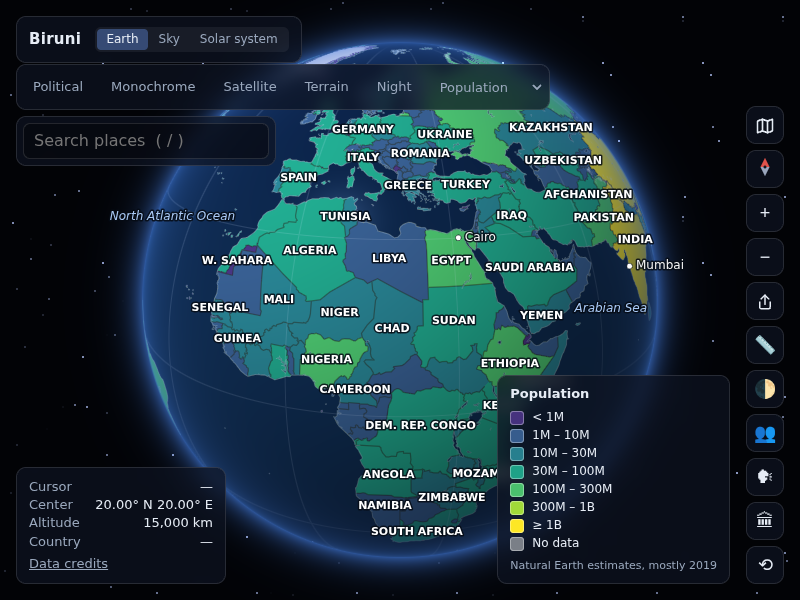 Biruni Earth Sky Solar system
Political Monochrome Satellite Terrain Night Population
Search places ( / )
GERMANY
UKRAINE
KAZAKHSTAN
ITALY
ROMANIA
UZBEKISTAN
SPAIN
GREECE
TURKEY
AFGHANISTAN
North Atlantic Ocean
TUNISIA
IRAQ
PAKISTAN
ALGERIA
Cairo
INDIA
W. SAHARA
LIBYA
EGYPT
SAUDI ARABIA
Mumbai
SENEGAL
MALI
NIGER
Arabian Sea
GUINEA
CHAD
SUDAN
YEMEN
NIGERIA
ETHIOPIA
CAMEROON
KE
DEM. REP. CONGO
ANGOLA
MOZAM
NAMIBIA
ZIMBABWE
SOUTH AFRICA
Population
< 1M
1M – 10M
10M – 30M
30M – 100M
100M – 300M
300M – 1B
≥ 1B
No data
Natural Earth estimates, mostly 2019
Cursor —
Center 20.00° N 20.00° E
Altitude 15,000 km
Country —
Data credits